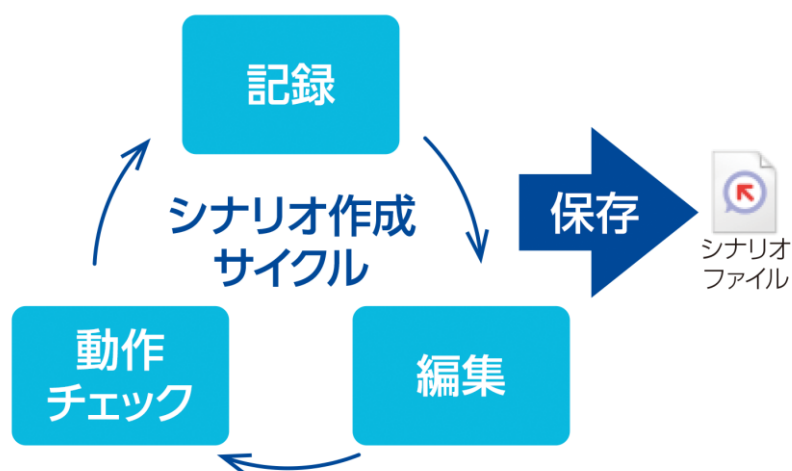 記録
シナリオ作成
サイクル
保存
シナリオ
ファイル
動作
チェック
編集